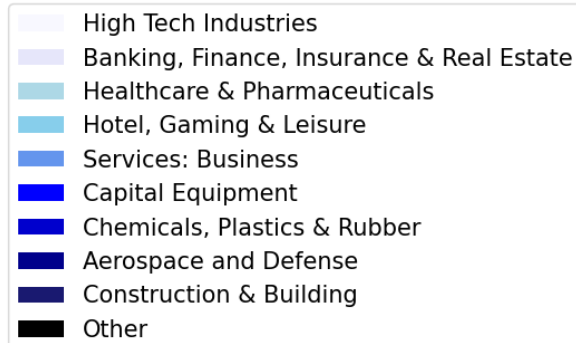 High Tech Industries
Banking, Finance, Insurance & Real Estate
Healthcare & Pharmaceuticals
Hotel, Gaming & Leisure
Services: Business
Capital Equipment
Chemicals, Plastics & Rubber
Aerospace and Defense
Construction & Building
Other